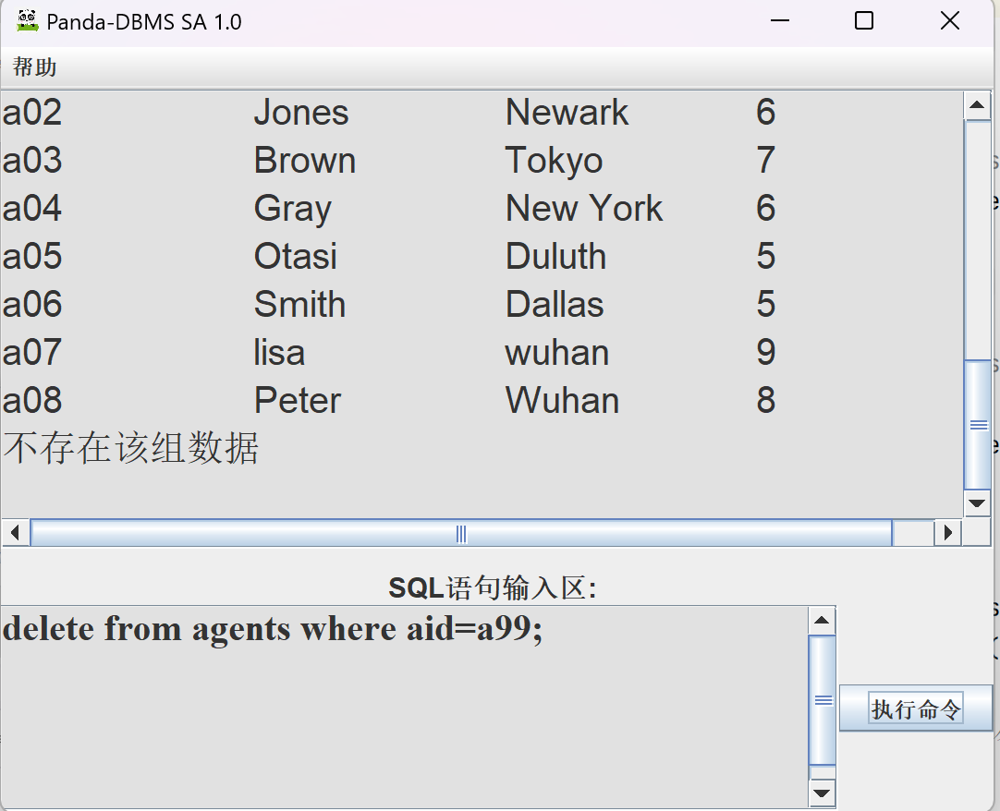 Panda-DBMS SA 1.0
帮助
a02 Jones Newark 6
a03 Brown Tokyo 7
a04 Gray New York 6
a05 Otasi Duluth 5
a06 Smith Dallas 5
a07 lisa wuhan 9
a08 Peter Wuhan 8
不存在该组数据
SQL语句输入区:
delete from agents where aid=a99;
执行命令